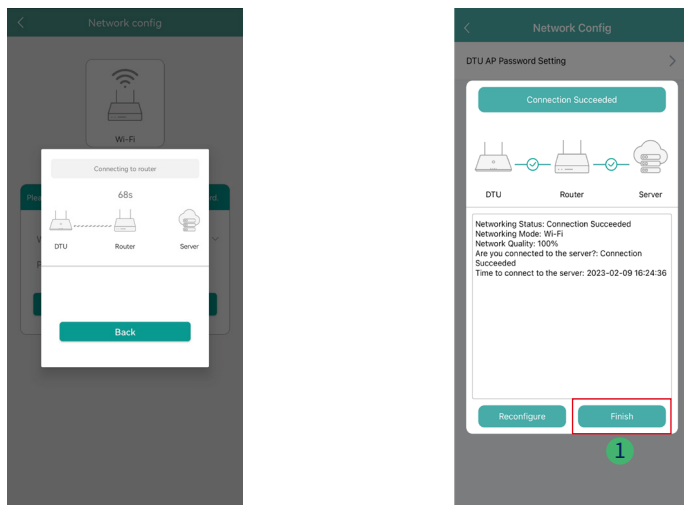 Network config
Wi-Fi
Connecting to router
68s
DTU Router Server
Back
Network Config
DTU AP Password Setting
Connection Succeeded
DTU Router Server
Networking Status: Connection Succeeded
Networking Mode: Wi-Fi
Network Quality: 100%
Are you connected to the server?: Connection
Succeeded
Time to connect to the server: 2023-02-09 16:24:36
Reconfigure Finish
1